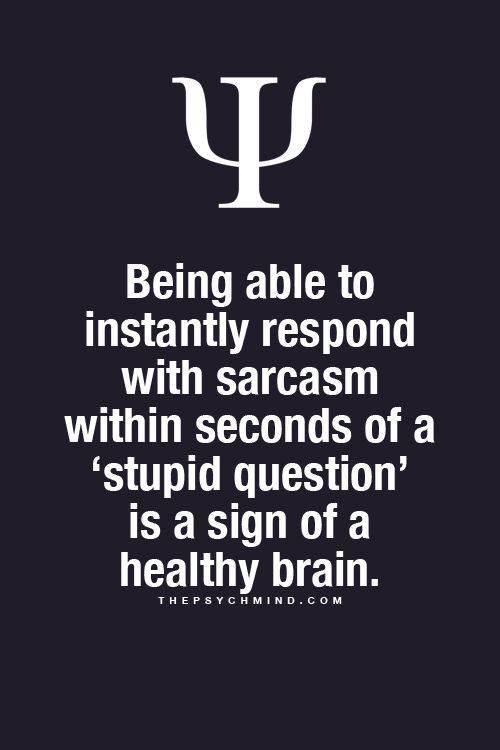 Ψ
Being able to
instantly respond
with sarcasm
within seconds of a
‘stupid question’
is a sign of a
healthy brain.
THEPSYCHMIND.COM